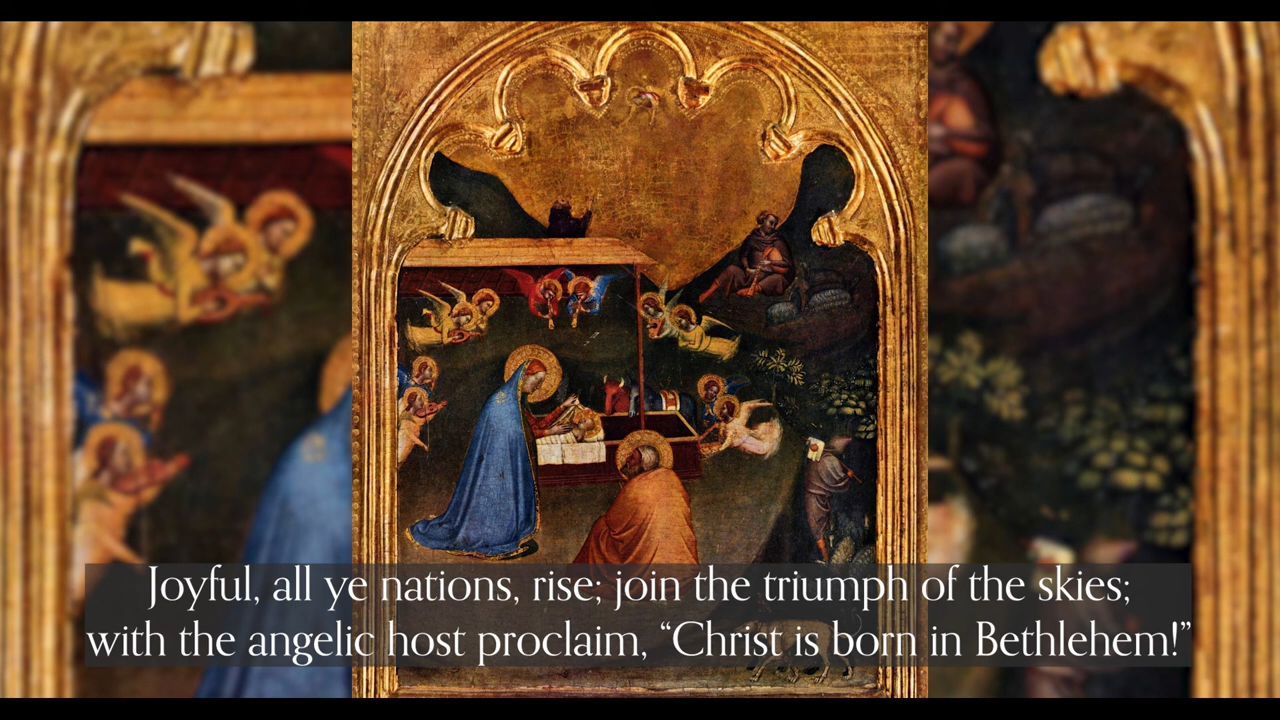 Joyful, all ye nations, rise; join the triumph of the skies;
with the angelic host proclaim, “Christ is born in Bethlehem!”